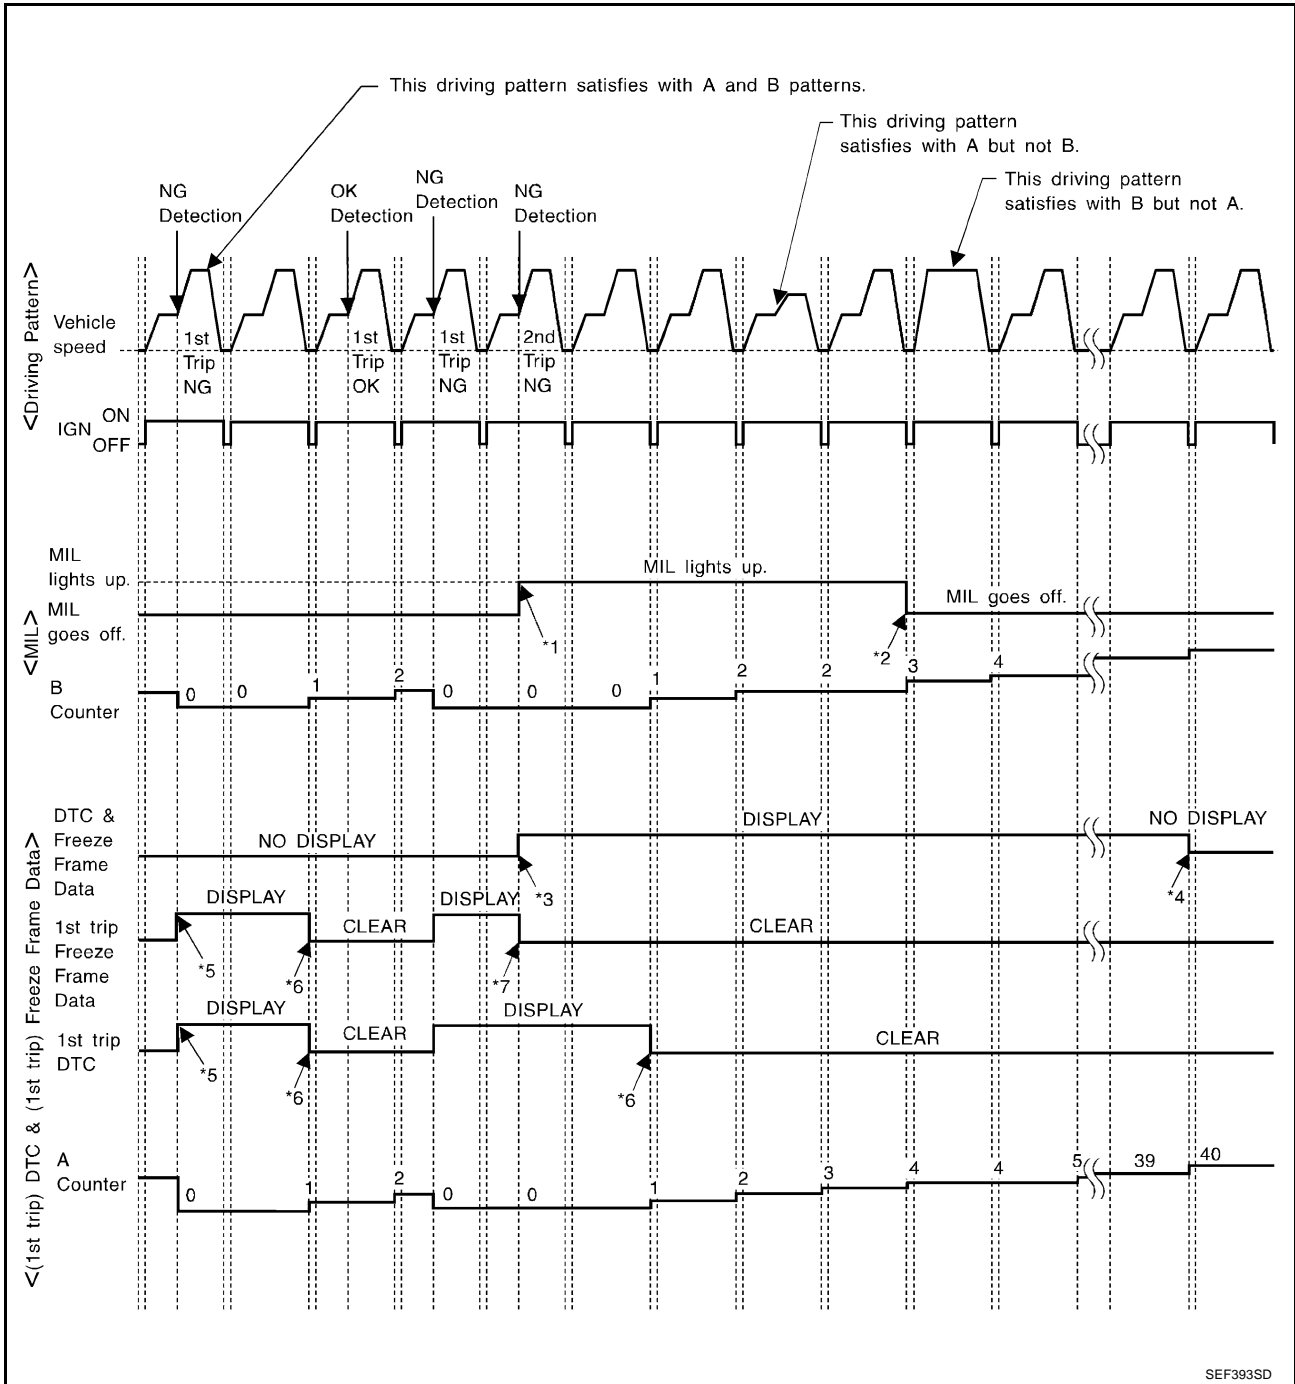 This driving pattern satisfies with A and B patterns.
This driving pattern
satisfies with A but not B.
This driving pattern
satisfies with B but not A.
NG
Detection
OK
Detection
NG
Detection
NG
Detection
<Driving Pattern>
Vehicle
speed
1st
Trip
NG
1st
Trip
OK
1st
Trip
NG
2nd
Trip
NG
IGN
ON
OFF
<MIL>
MIL
lights up.
MIL
goes off.
MIL lights up.
MIL goes off.
*1
*2
B
Counter
0 0 1 2 0 0 0 1 2 2 3 4
<(1st trip) DTC & (1st trip) Freeze Frame Data>
DTC &
Freeze
Frame
Data
NO DISPLAY
DISPLAY
NO DISPLAY
*3
*4
1st trip
Freeze
Frame
Data
DISPLAY
CLEAR
DISPLAY
CLEAR
*5
*6
*7
1st trip
DTC
DISPLAY
CLEAR
DISPLAY
CLEAR
*5
*6
*6
A
Counter
0 1 2 0 0 1 2 3 4 4 5 39 40
SEF393SD